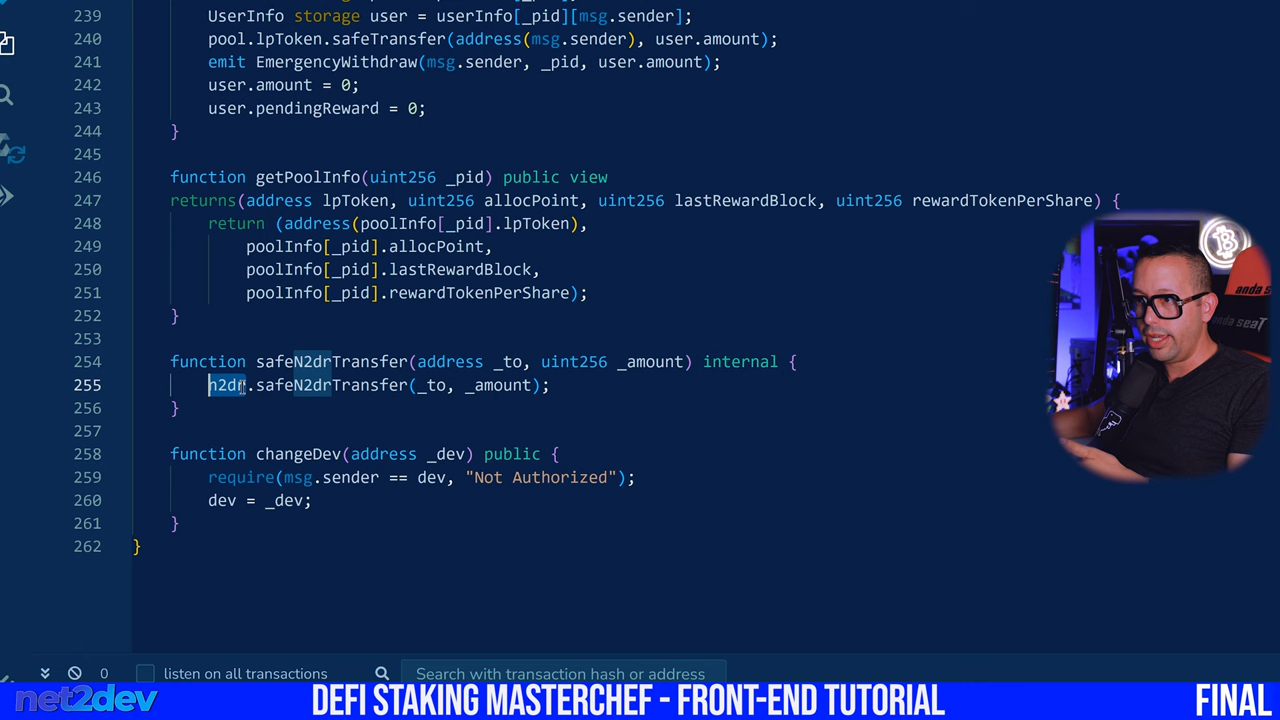 239 UserInfo storage user = userInfo[_pid][msg.sender];
240 pool.lpToken.safeTransfer(address(msg.sender), user.amount);
241 emit EmergencyWithdraw(msg.sender, _pid, user.amount);
242 user.amount = 0;
243 user.pendingReward = 0;
244 }
245
246 function getPoolInfo(uint256 _pid) public view
247 returns(address lpToken, uint256 allocPoint, uint256 lastRewardBlock, uint256 rewardTokenPerShare) {
248 return (address(poolInfo[_pid].lpToken),
249 poolInfo[_pid].allocPoint,
250 poolInfo[_pid].lastRewardBlock,
251 poolInfo[_pid].rewardTokenPerShare);
252 }
253
254 function safeN2drTransfer(address _to, uint256 _amount) internal {
255 n2dr.safeN2drTransfer(_to, _amount);
256 }
257
258 function changeDev(address _dev) public {
259 require(msg.sender == dev, "Not Authorized");
260 dev = _dev;
261 }
262 }
anda seaT
0 listen on all transactions Search with transaction hash or address
net2dev DEFI STAKING MASTERCHEF - FRONT-END TUTORIAL FINAL